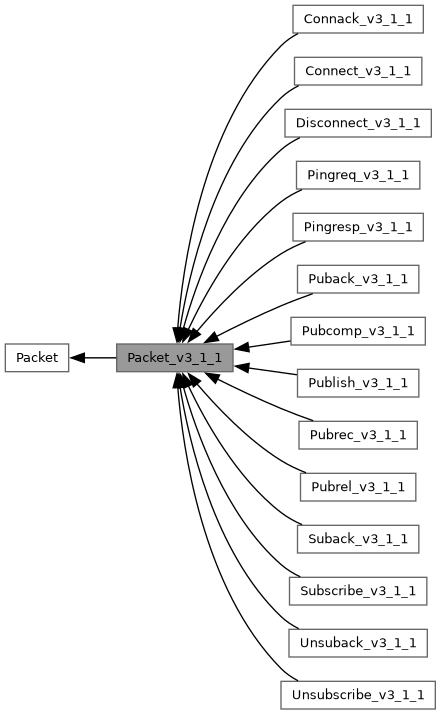 Connack_v3_1_1
Connect_v3_1_1
Disconnect_v3_1_1
Pingreq_v3_1_1
Pingresp_v3_1_1
Puback_v3_1_1
Pubcomp_v3_1_1
Packet
Packet_v3_1_1
Publish_v3_1_1
Pubrec_v3_1_1
Pubrel_v3_1_1
Suback_v3_1_1
Subscribe_v3_1_1
Unsuback_v3_1_1
Unsubscribe_v3_1_1